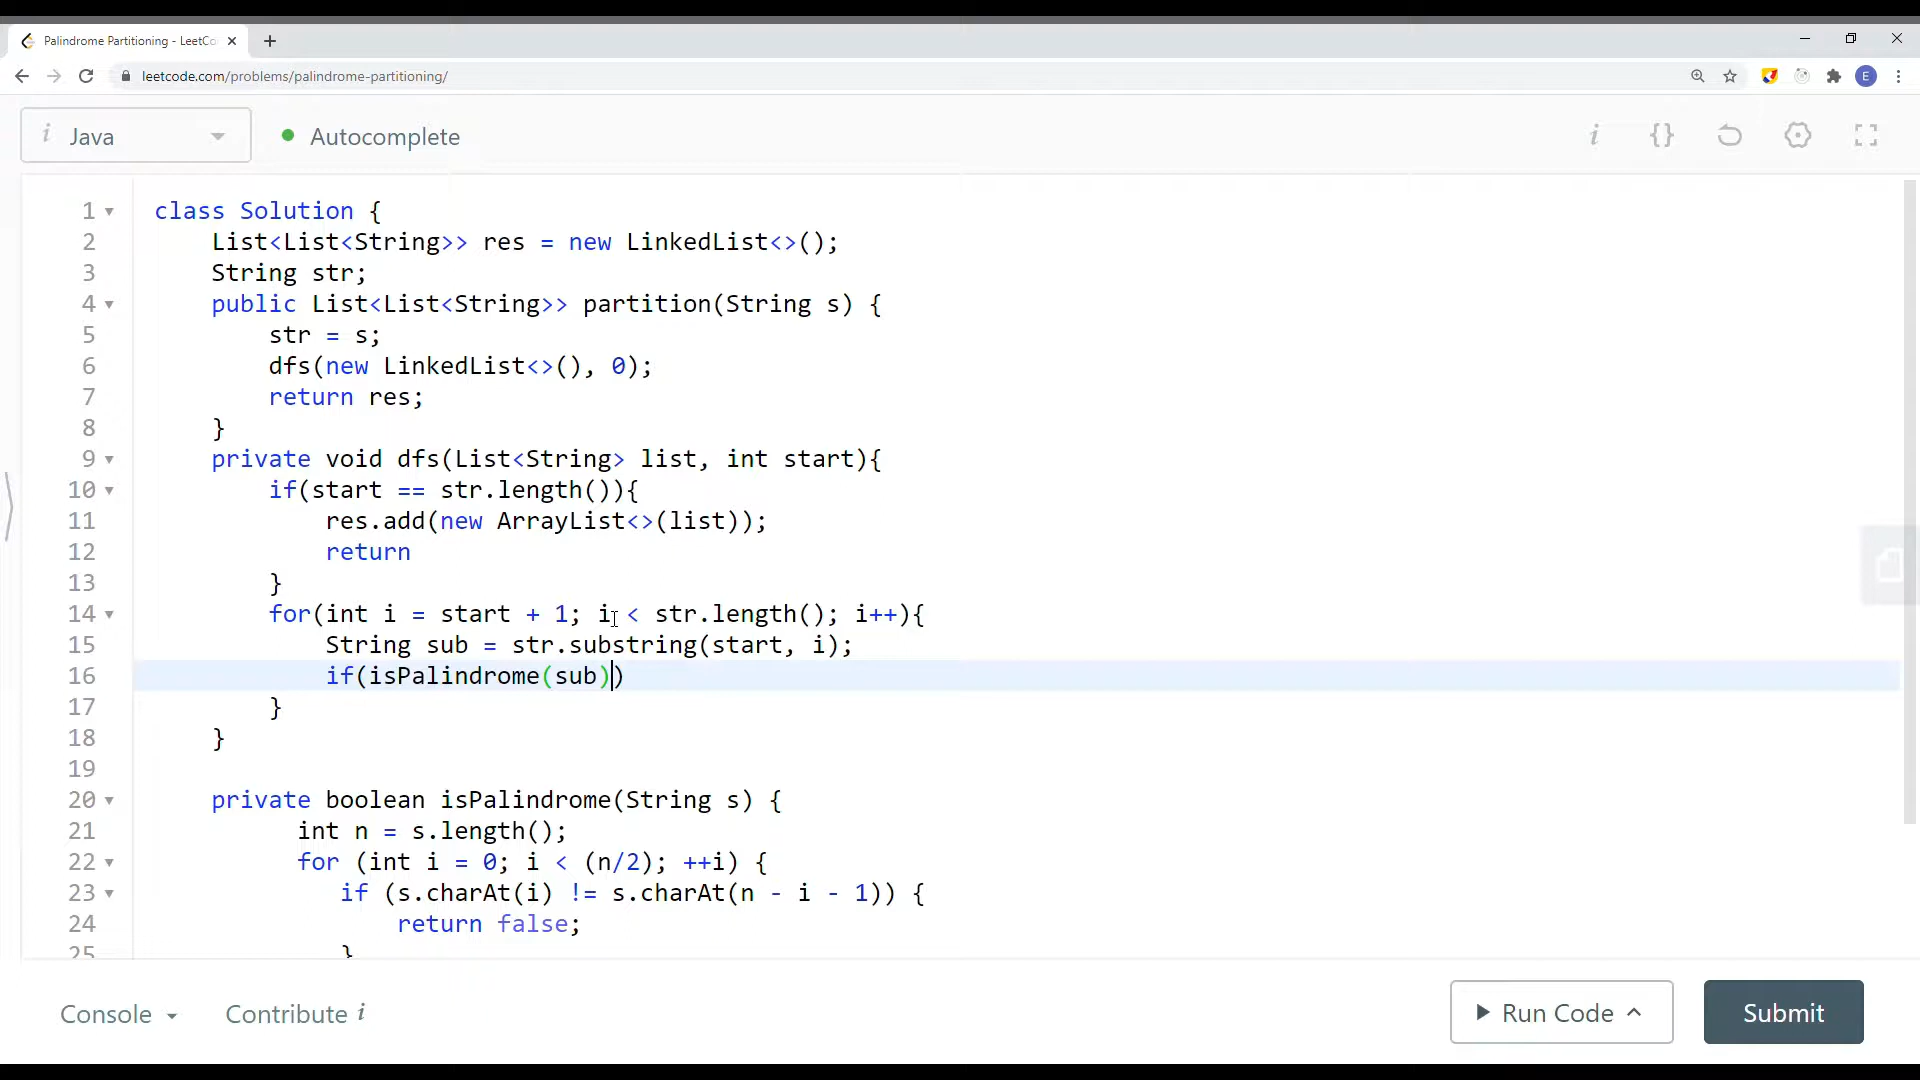 Palindrome Partitioning - LeetCo
leetcode.com/problems/palindrome-partitioning/
E
i Java
Autocomplete
i {}
1 class Solution {
2 List<List<String>> res = new LinkedList<>();
3 String str;
4 public List<List<String>> partition(String s) {
5 str = s;
6 dfs(new LinkedList<>(), 0);
7 return res;
8 }
9 private void dfs(List<String> list, int start){
10 if(start == str.length()){
11 res.add(new ArrayList<>(list));
12 return
13 }
14 for(int i = start + 1; i < str.length(); i++){
15 String sub = str.substring(start, i);
16 if(isPalindrome(sub))
17 }
18 }
19
20 private boolean isPalindrome(String s) {
21 int n = s.length();
22 for (int i = 0; i < (n/2); ++i) {
23 if (s.charAt(i) != s.charAt(n - i - 1)) {
24 return false;
25 }
Console Contribute i Run Code Submit